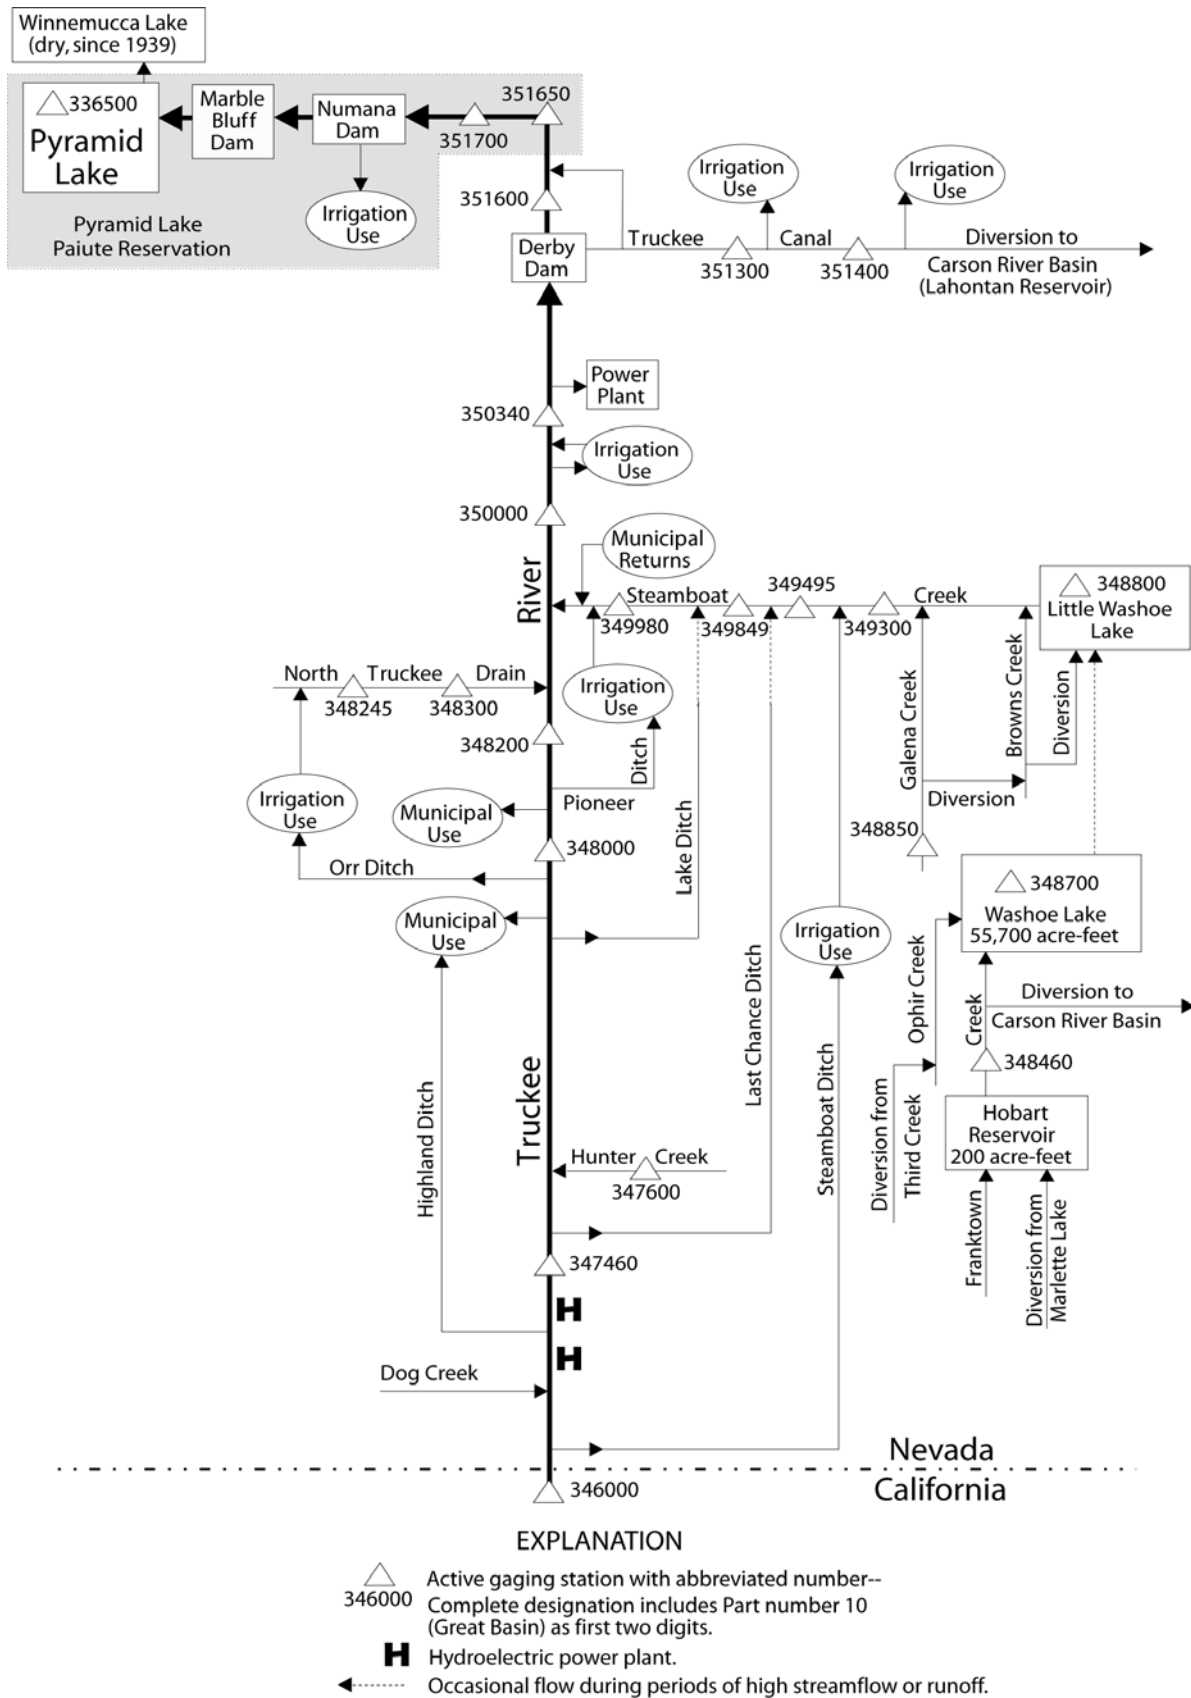 Winnemucca Lake
(dry, since 1939)
336500
Pyramid
Lake
Marble
Bluff
Dam
Numana
Dam
351650
351700
Irrigation
Use
Pyramid Lake
Paiute Reservation
351600
Derby
Dam
Irrigation
Use
Irrigation
Use
Truckee
Canal
351300
351400
Diversion to
Carson River Basin
(Lahontan Reservoir)
Power
Plant
350340
Irrigation
Use
350000
Municipal
Returns
River
Steamboat
Creek
349980
349849
349495
349300
348800
Little Washoe
Lake
North
Truckee
Drain
348245
348300
Irrigation
Use
348200
Ditch
Pioneer
Irrigation
Use
Municipal
Use
348000
Orr Ditch
Municipal
Use
Lake Ditch
Galena Creek
Browns Creek
Diversion
Diversion
348850
348700
Washoe Lake
55,700 acre-feet
Irrigation
Use
Highland Ditch
Truckee
Last Chance Ditch
Steamboat Ditch
Ophir Creek
Creek
Diversion to
Carson River Basin
348460
Diversion from
Third Creek
Hobart
Reservoir
200 acre-feet
Hunter
Creek
347600
Franktown
Diversion from
Marlette Lake
347460
H
H
Dog Creek
Nevada
California
346000
EXPLANATION
346000
Active gaging station with abbreviated number--
Complete designation includes Part number 10
(Great Basin) as first two digits.
H
Hydroelectric power plant.
Occasional flow during periods of high streamflow or runoff.